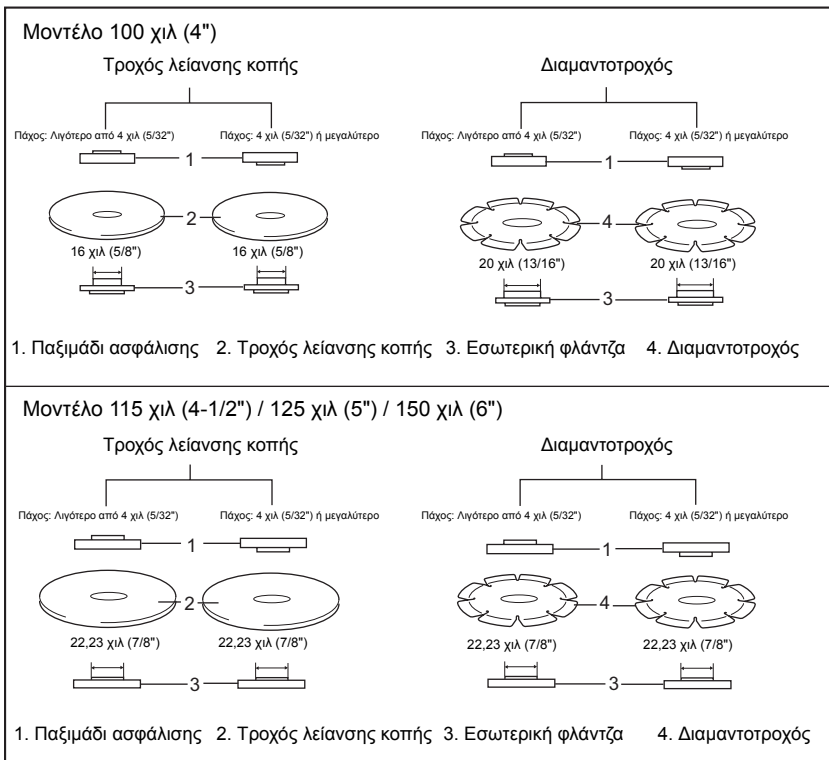 Μοντέλο 100 χιλ (4")
Τροχός λείανσης κοπής
Διαμαντοτροχός
Πάχος: Λιγότερο από 4 χιλ (5/32")
Πάχος: 4 χιλ (5/32") ή μεγαλύτερο
Πάχος: Λιγότερο από 4 χιλ (5/32")
Πάχος: 4 χιλ (5/32") ή μεγαλύτερο
1
1
2
4
16 χιλ (5/8")
16 χιλ (5/8")
20 χιλ (13/16")
20 χιλ (13/16")
3
3
1. Παξιμάδι ασφάλισης 2. Τροχός λείανσης κοπής 3. Εσωτερική φλάντζα 4. Διαμαντοτροχός
Μοντέλο 115 χιλ (4-1/2") / 125 χιλ (5") / 150 χιλ (6")
Τροχός λείανσης κοπής
Διαμαντοτροχός
Πάχος: Λιγότερο από 4 χιλ (5/32")
Πάχος: 4 χιλ (5/32") ή μεγαλύτερο
Πάχος: Λιγότερο από 4 χιλ (5/32")
Πάχος: 4 χιλ (5/32") ή μεγαλύτερο
1
1
2
4
22,23 χιλ (7/8")
22,23 χιλ (7/8")
22,23 χιλ (7/8")
22,23 χιλ (7/8")
3
3
1. Παξιμάδι ασφάλισης 2. Τροχός λείανσης κοπής 3. Εσωτερική φλάντζα 4. Διαμαντοτροχός